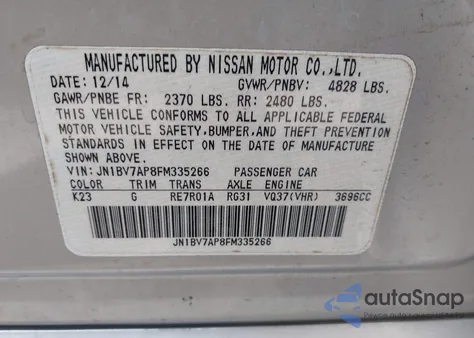 MANUFACTURED BY NISSAN MOTOR CO.,LTD.
DATE: 12/14 GVWR/PNBV: 4828 LBS.
GAWR/PNBE FR: 2370 LBS. RR: 2480 LBS.
THIS VEHICLE CONFORMS TO ALL APPLICABLE FEDERAL
MOTOR VEHICLE SAFETY, BUMPER, AND THEFT PREVENTION
STANDARDS IN EFFECT ON THE DATE OF MANUFACTURE
SHOWN ABOVE.
VIN: JN1BV7AP8FM335266 PASSENGER CAR
COLOR TRIM TRANS AXLE ENGINE
K23 G RE7R01A RG31 VQ37(VHR) 3696CC
JN1BV7AP8FM335266
autoSnap